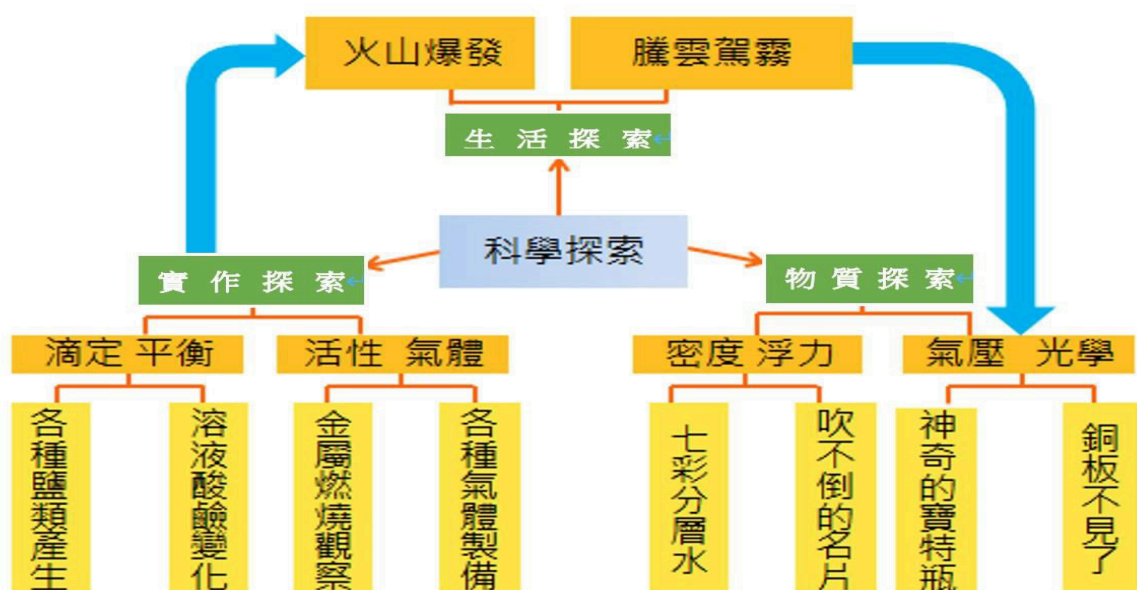 火山爆發
騰雲駕霧
生活探索
科學探索
實作探索
物質探索
滴定 平衡
活性 氣體
密度 浮力
氣壓 光學
各種鹽類產生
溶液酸鹼變化
金屬燃燒觀察
各種氣體製備
七彩分層水
吹不倒的名片
神奇的寶特瓶
銅板不見了